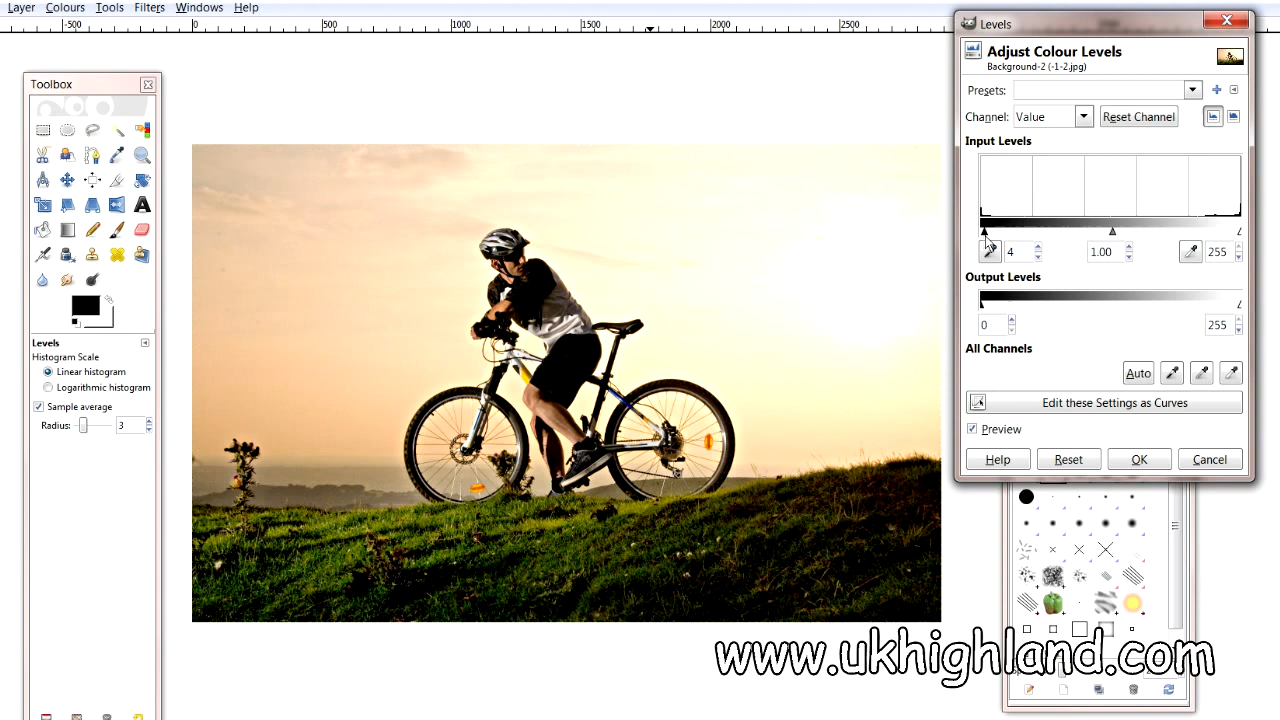 Layer Colours Tools Filters Windows Help
-500 0 500 1000 1500 2000 2500
Toolbox
Levels
Histogram Scale
Linear histogram
Logarithmic histogram
Sample average
Radius: 3
Levels
Adjust Colour Levels
Background-2 (-1-2.jpg)
Presets:
Channel: Value Reset Channel
Input Levels
4 1.00 255
Output Levels
0 255
All Channels
Auto
Edit these Settings as Curves
Preview
Help Reset OK Cancel
www.ukhighland.com